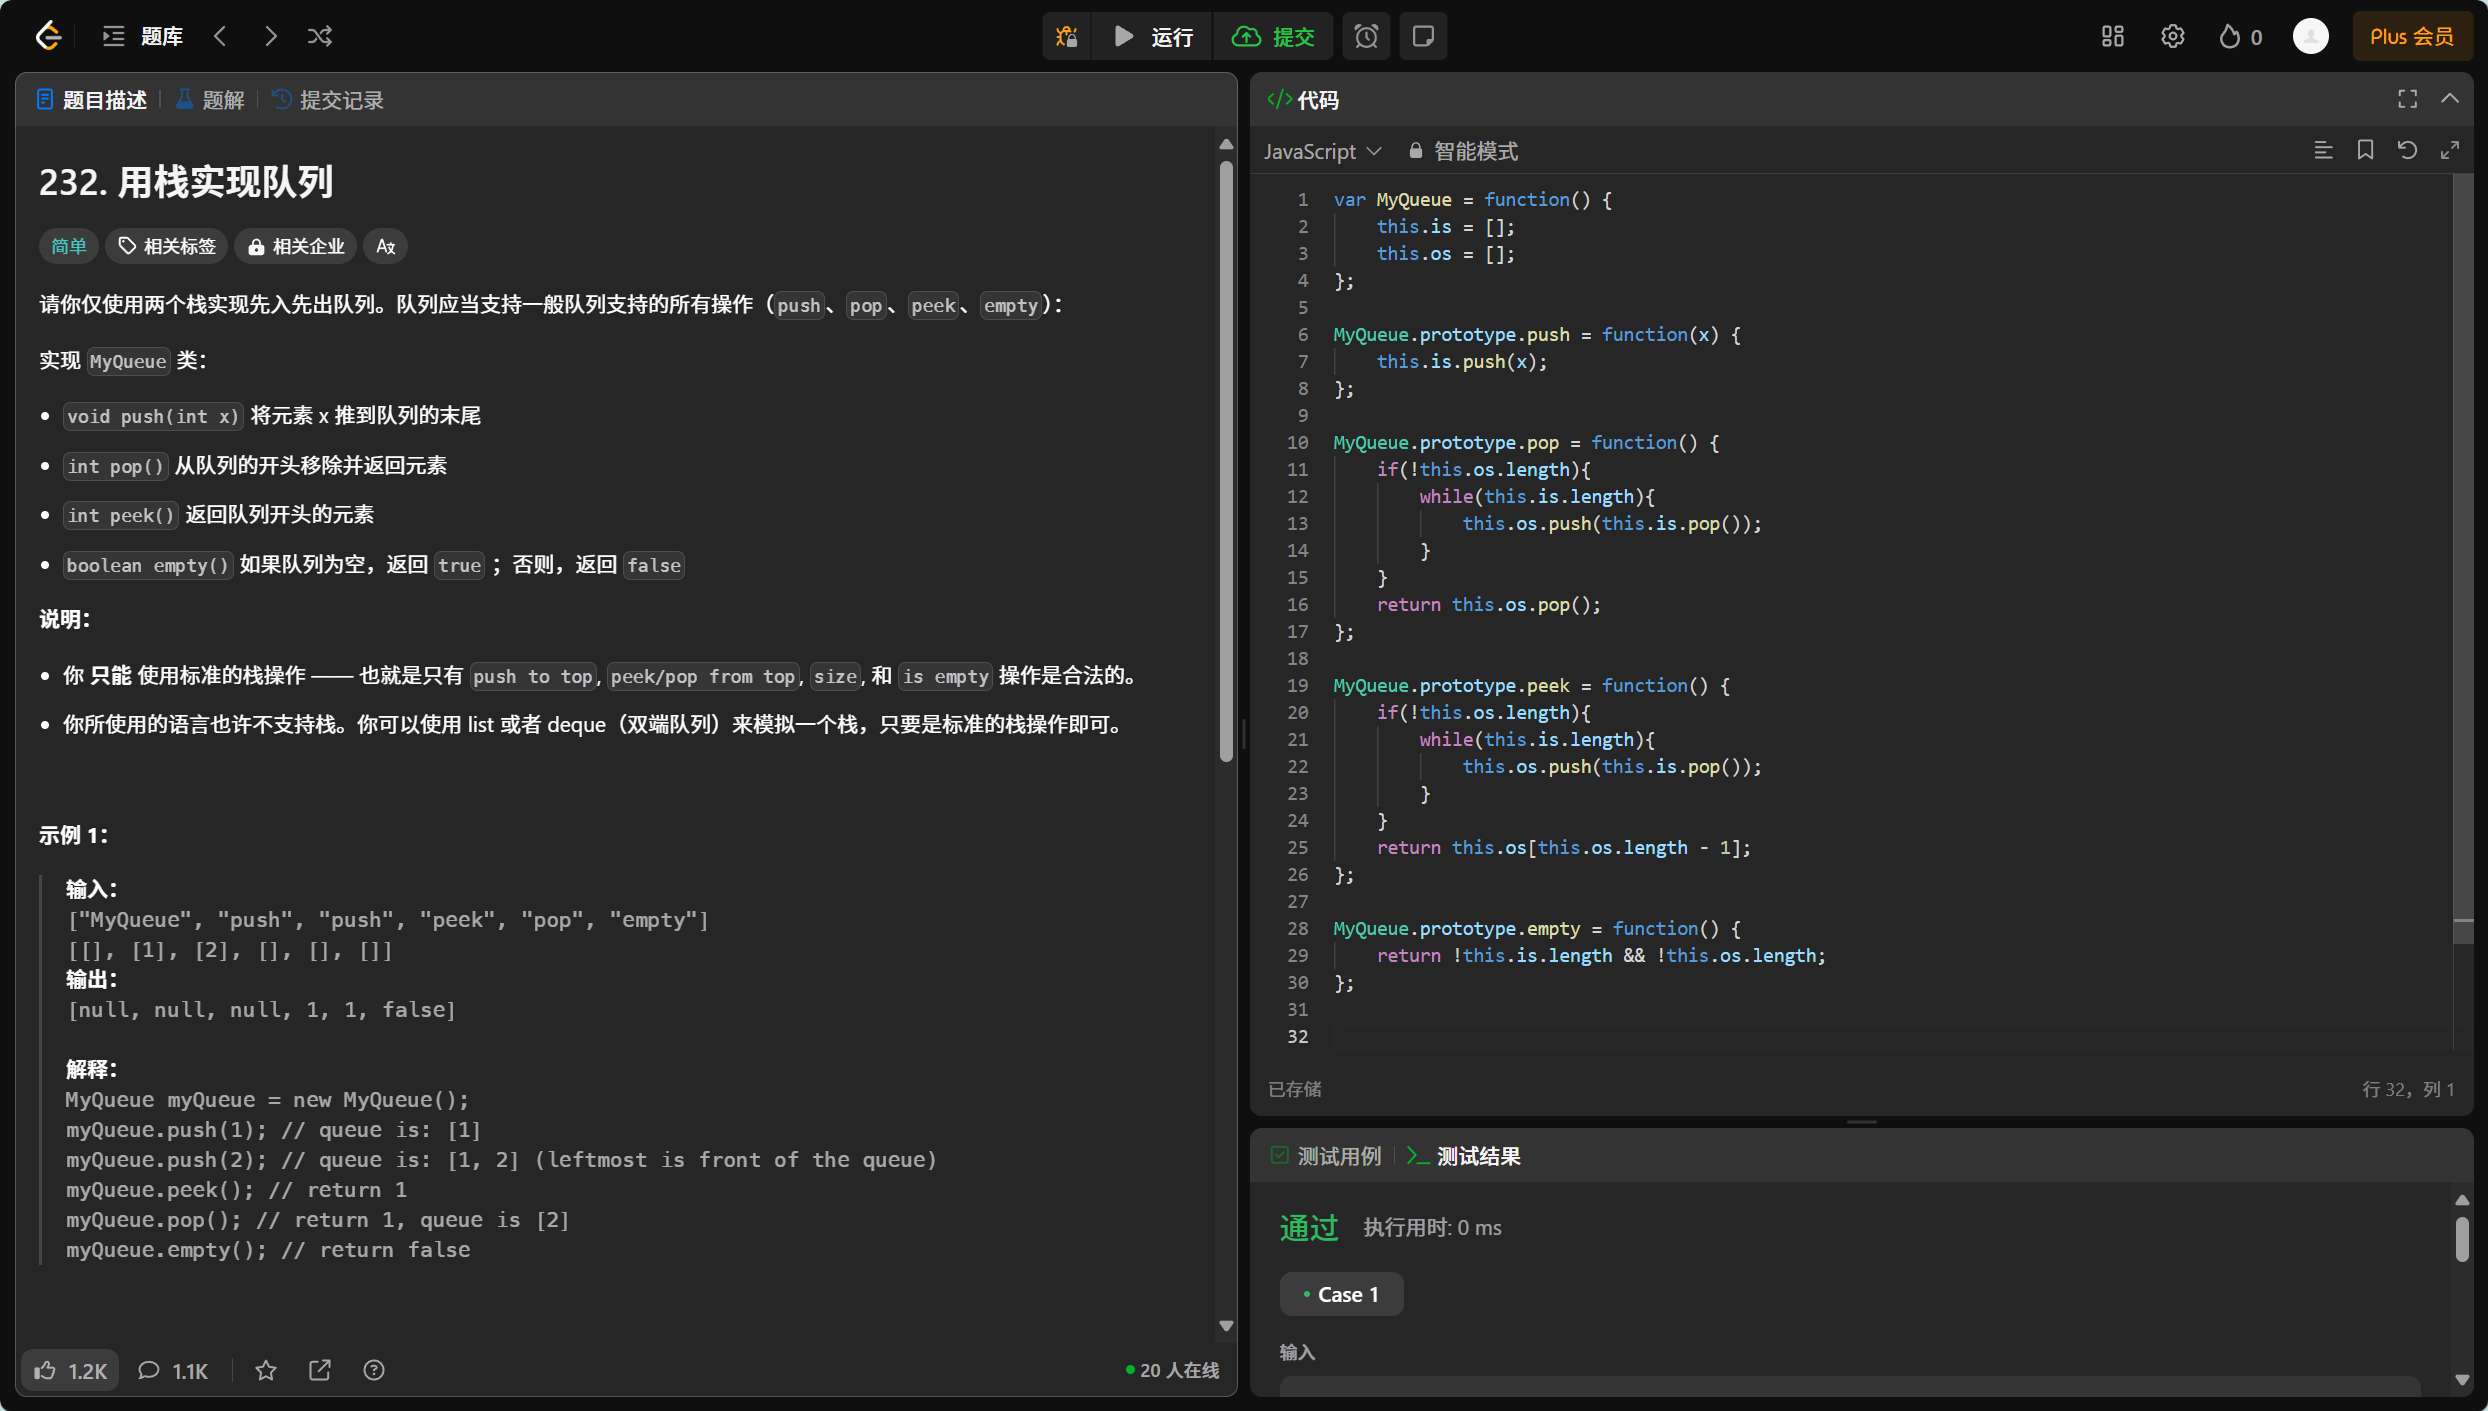 题库
运行
提交
0
Plus 会员
题目描述
题解
提交记录
232. 用栈实现队列
简单
相关标签
相关企业
请你仅使用两个栈实现先入先出队列。队列应当支持一般队列支持的所有操作（push、pop、peek、empty）：
实现 MyQueue 类：
void push(int x) 将元素 x 推到队列的末尾
int pop() 从队列的开头移除并返回元素
int peek() 返回队列开头的元素
boolean empty() 如果队列为空，返回 true ；否则，返回 false
说明：
你 只能 使用标准的栈操作 —— 也就是只有 push to top, peek/pop from top, size, 和 is empty 操作是合法的。
你所使用的语言也许不支持栈。你可以使用 list 或者 deque（双端队列）来模拟一个栈，只要是标准的栈操作即可。
示例 1：
输入：
["MyQueue", "push", "push", "peek", "pop", "empty"]
[[], [1], [2], [], [], []]
输出：
[null, null, null, 1, 1, false]
解释：
MyQueue myQueue = new MyQueue();
myQueue.push(1); // queue is: [1]
myQueue.push(2); // queue is: [1, 2] (leftmost is front of the queue)
myQueue.peek(); // return 1
myQueue.pop(); // return 1, queue is [2]
myQueue.empty(); // return false
1.2K
1.1K
20 人在线
</> 代码
JavaScript
智能模式
1 var MyQueue = function() {
2     this.is = [];
3     this.os = [];
4 };
5
6 MyQueue.prototype.push = function(x) {
7     this.is.push(x);
8 };
9
10 MyQueue.prototype.pop = function() {
11     if(!this.os.length){
12         while(this.is.length){
13             this.os.push(this.is.pop());
14         }
15     }
16     return this.os.pop();
17 };
18
19 MyQueue.prototype.peek = function() {
20     if(!this.os.length){
21         while(this.is.length){
22             this.os.push(this.is.pop());
23         }
24     }
25     return this.os[this.os.length - 1];
26 };
27
28 MyQueue.prototype.empty = function() {
29     return !this.is.length && !this.os.length;
30 };
31
32
已存储
行 32，列 1
测试用例
测试结果
通过
执行用时: 0 ms
Case 1
输入